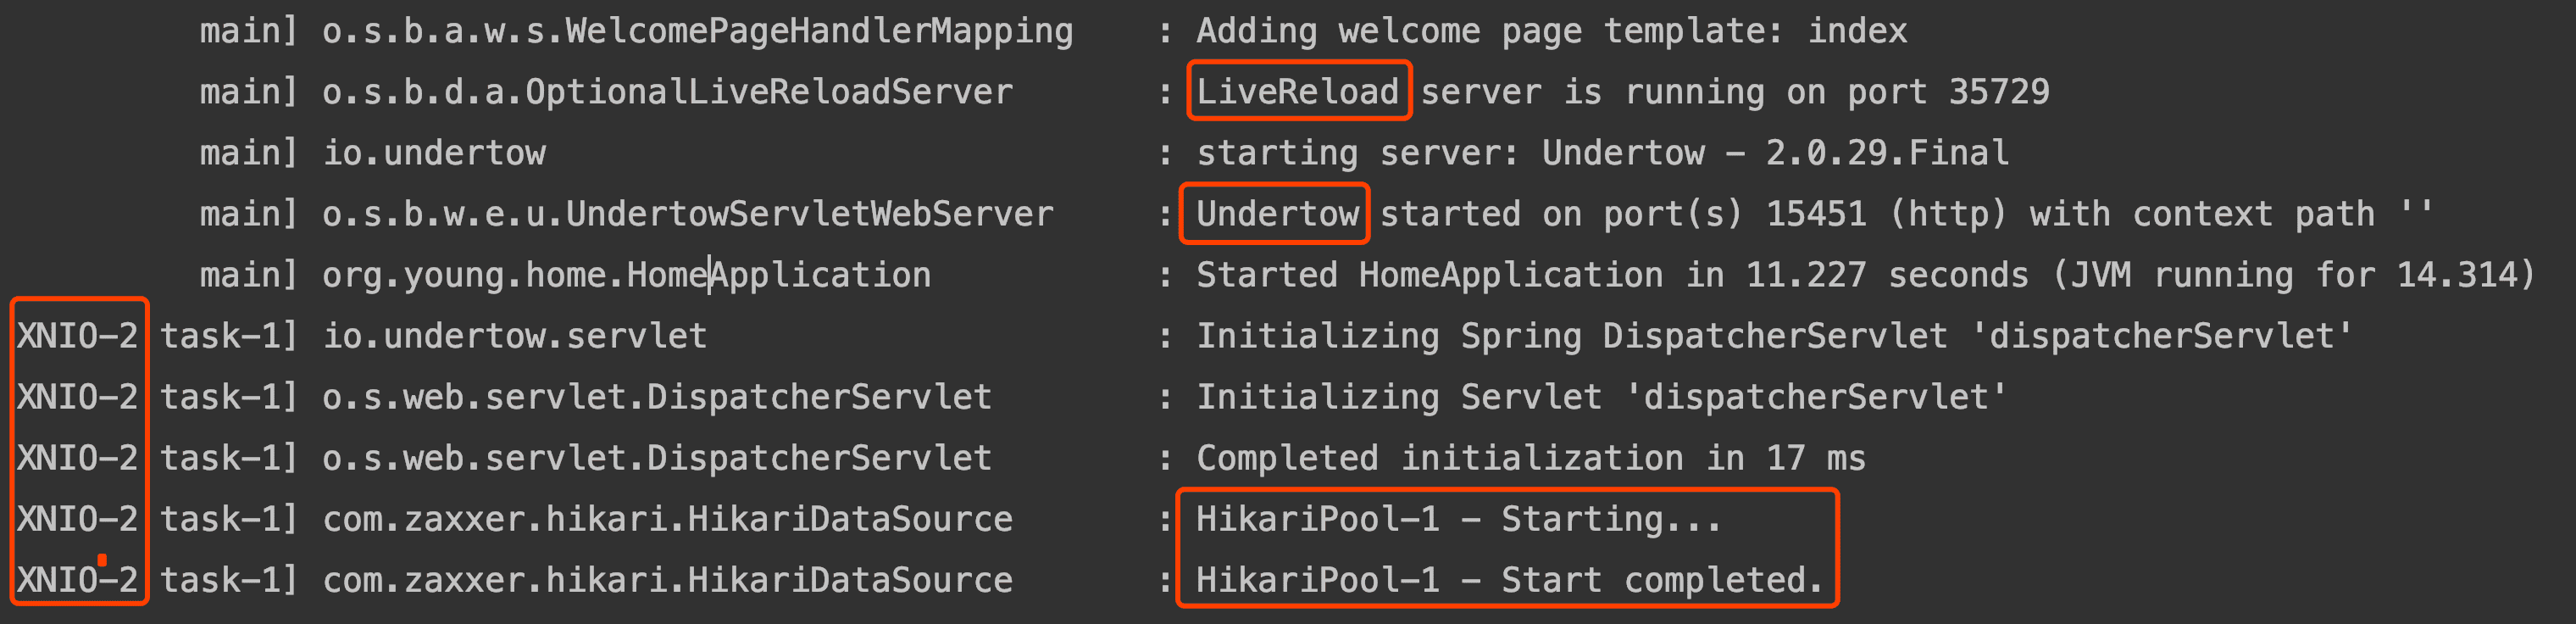 main] o.s.b.a.w.s.WelcomePageHandlerMapping : Adding welcome page template: index
main] o.s.b.d.a.OptionalLiveReloadServer : LiveReload server is running on port 35729
main] io.undertow : starting server: Undertow - 2.0.29.Final
main] o.s.b.w.e.u.UndertowServletWebServer : Undertow started on port(s) 15451 (http) with context path ''
main] org.young.home.HomeApplication : Started HomeApplication in 11.227 seconds (JVM running for 14.314)
XNIO-2 task-1] io.undertow.servlet : Initializing Spring DispatcherServlet 'dispatcherServlet'
XNIO-2 task-1] o.s.web.servlet.DispatcherServlet : Initializing Servlet 'dispatcherServlet'
XNIO-2 task-1] o.s.web.servlet.DispatcherServlet : Completed initialization in 17 ms
XNIO-2 task-1] com.zaxxer.hikari.HikariDataSource : HikariPool-1 - Starting...
XNIO-2 task-1] com.zaxxer.hikari.HikariDataSource : HikariPool-1 - Start completed.